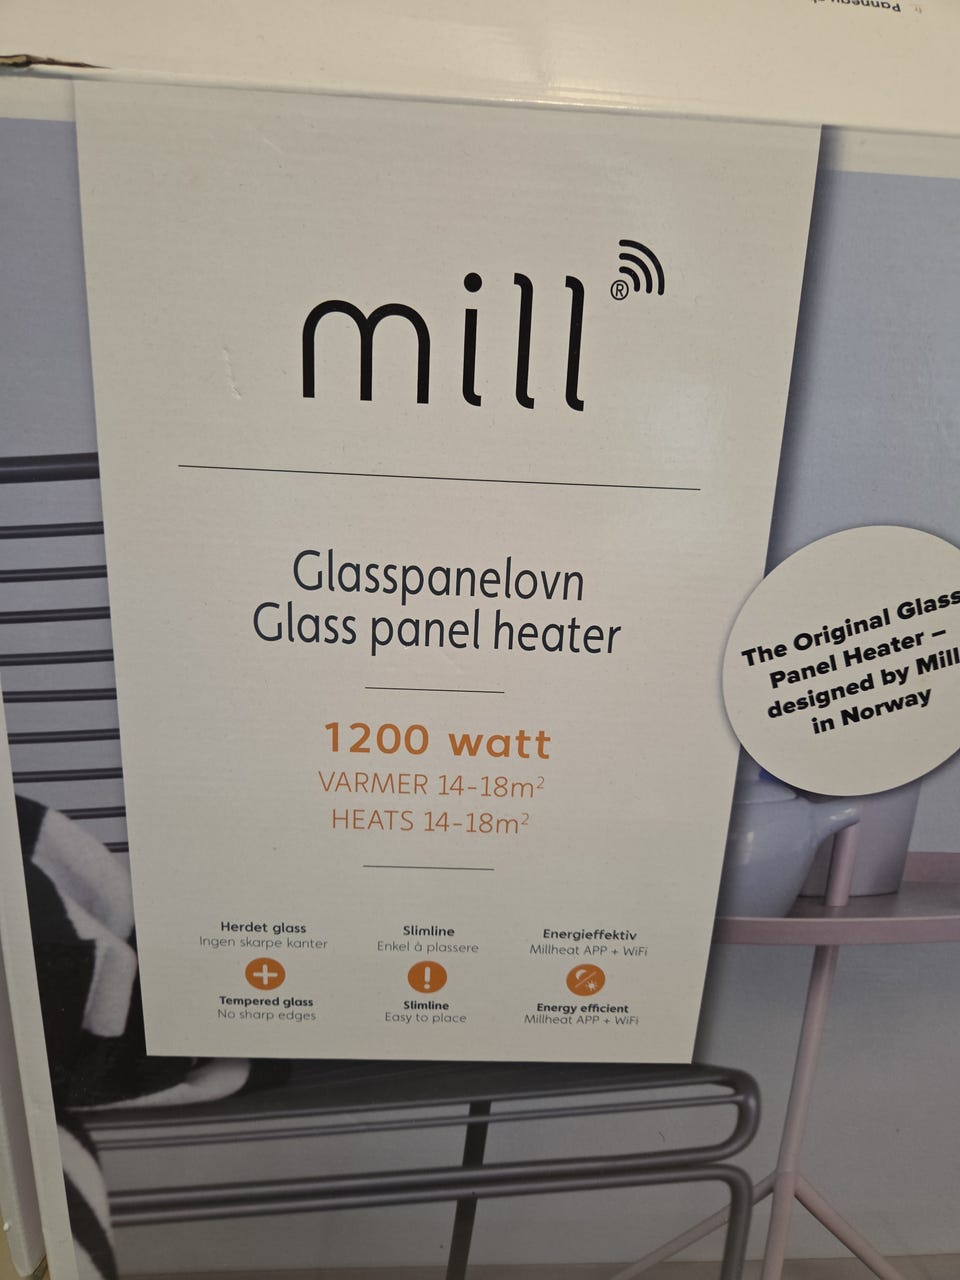 mill®
Glasspanelovn
Glass panel heater
1200 watt
VARMER 14-18m²
HEATS 14-18m²
Herdet glass
Ingen skarpe kanter
Tempered glass
No sharp edges
Slimline
Enkel å plassere
Slimline
Easy to place
Energieffektiv
Millheat APP + WiFi
Energy efficient
Millheat APP + WiFi
The Original Glass
Panel Heater –
designed by Mill
in Norway